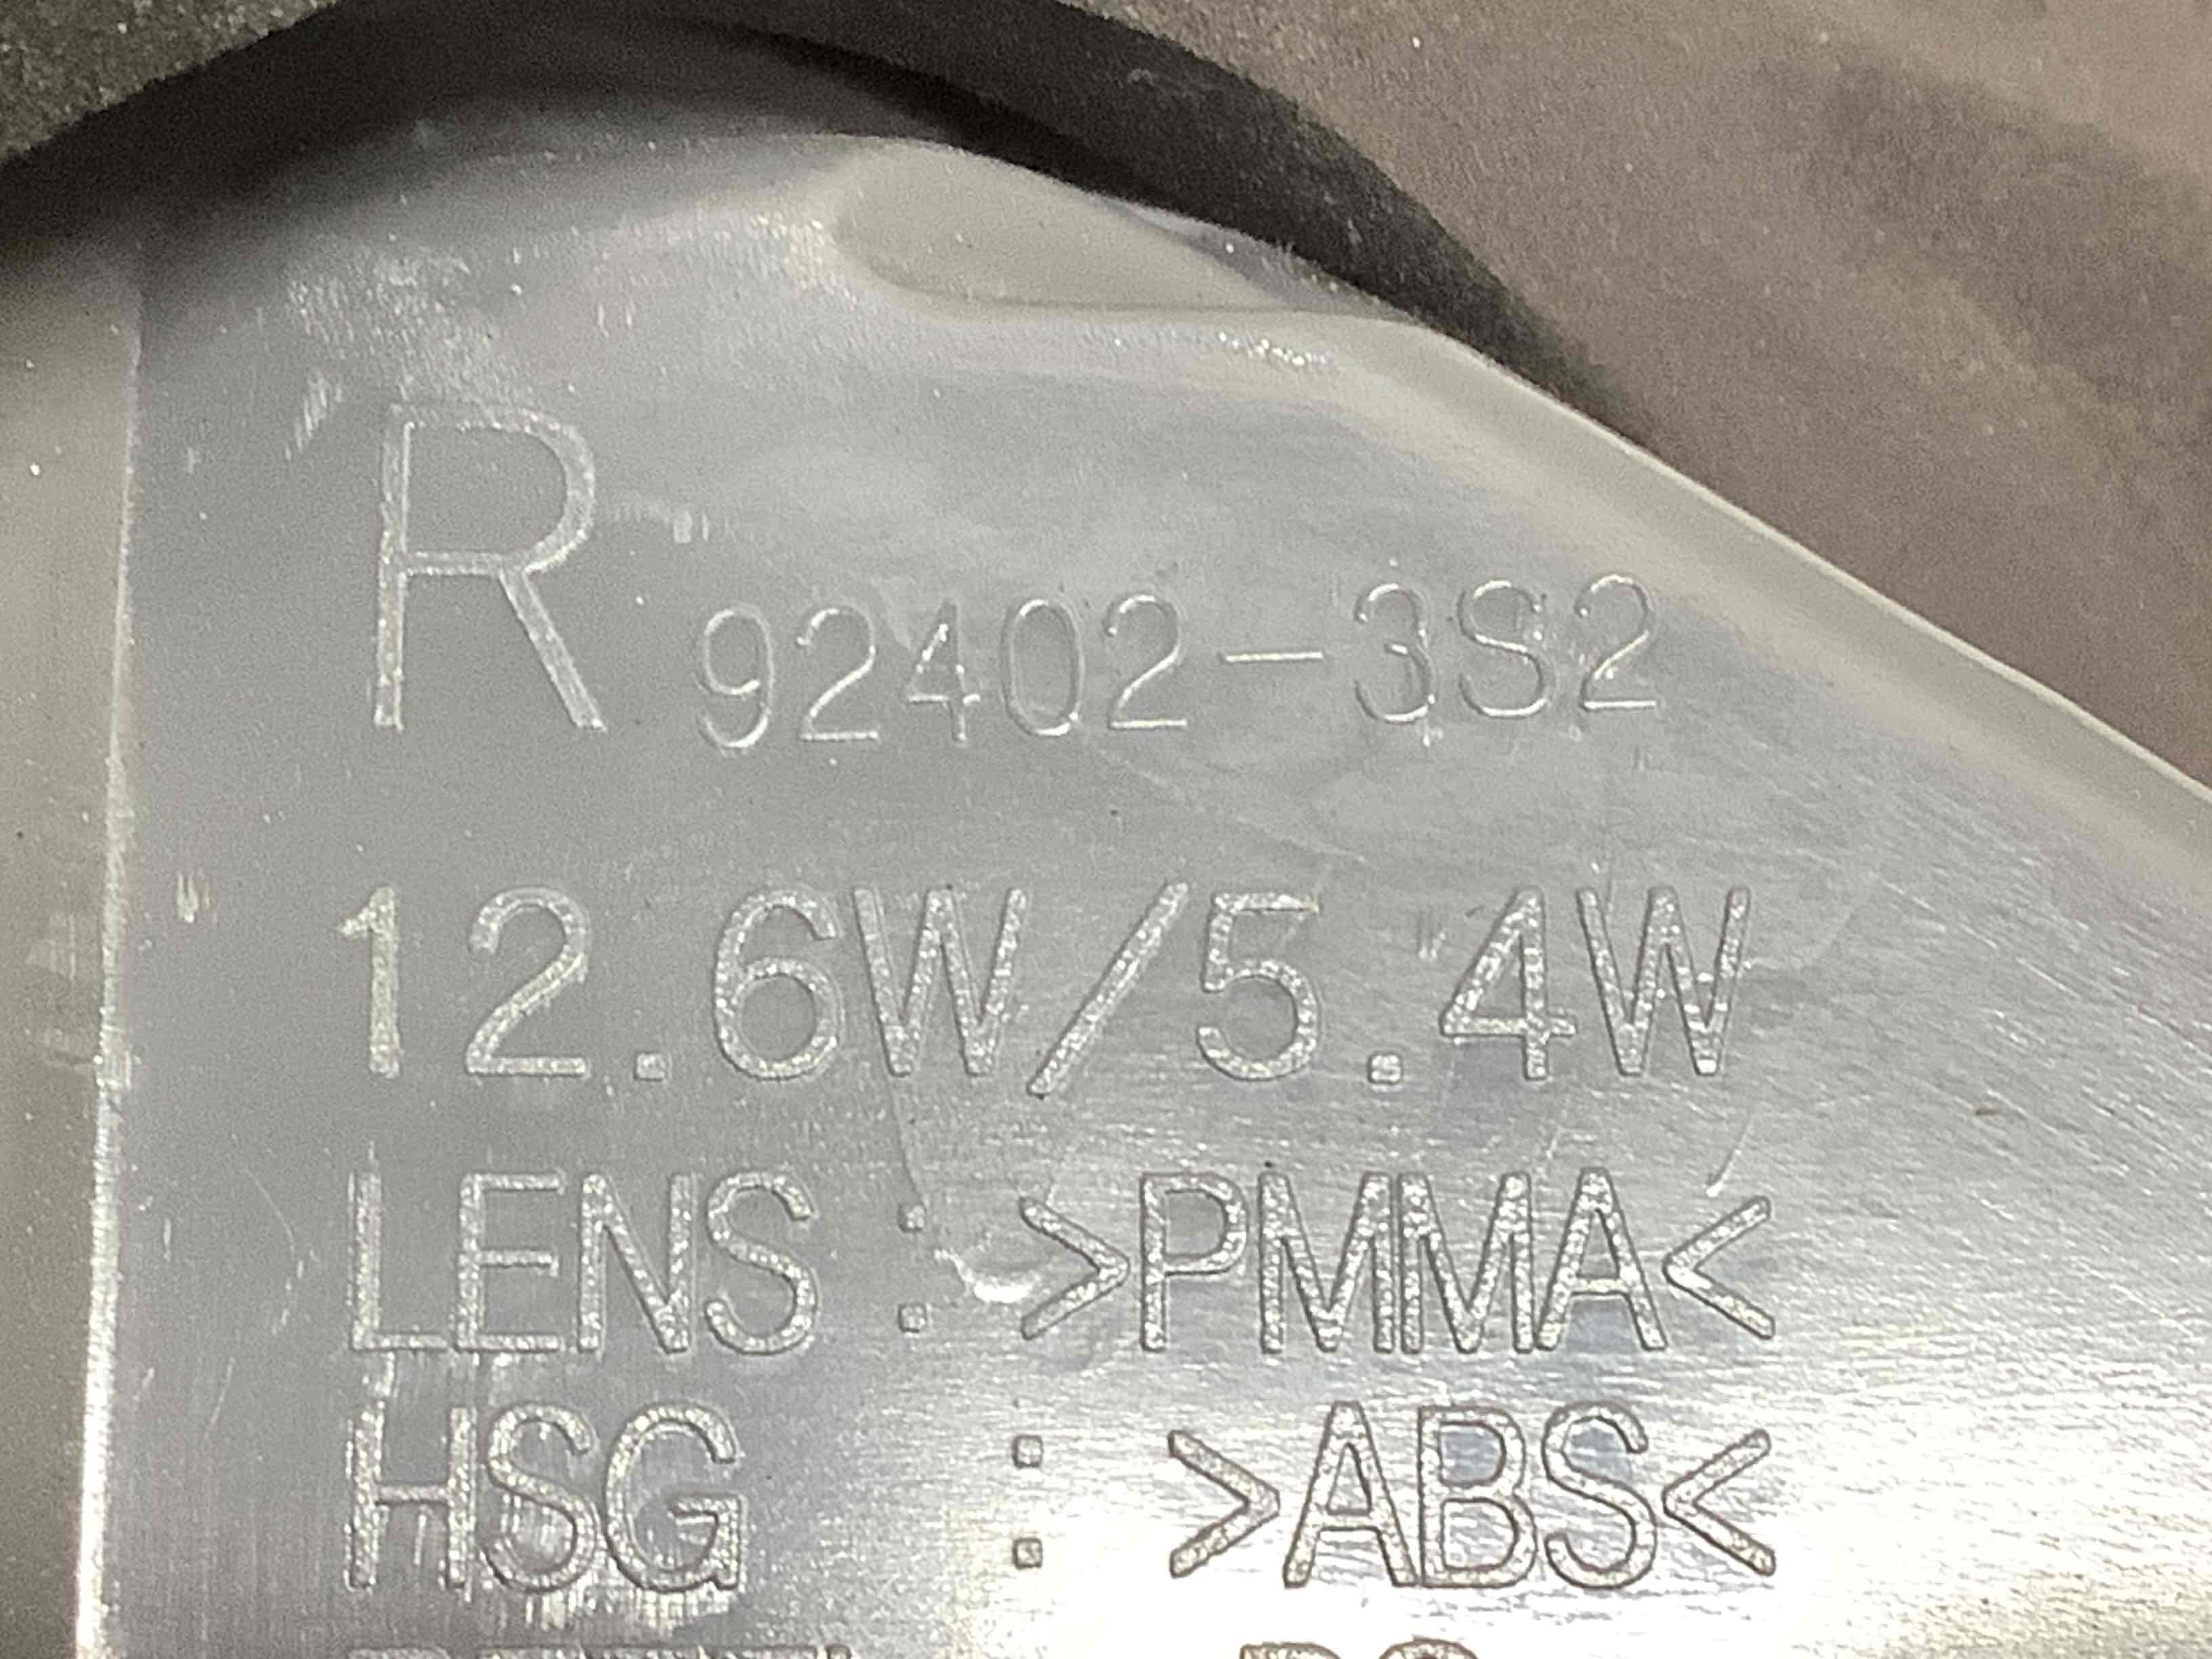 R 92402-3S2
12.6W/5.4W
LENS : >PMMA<
HSG : >ABS<